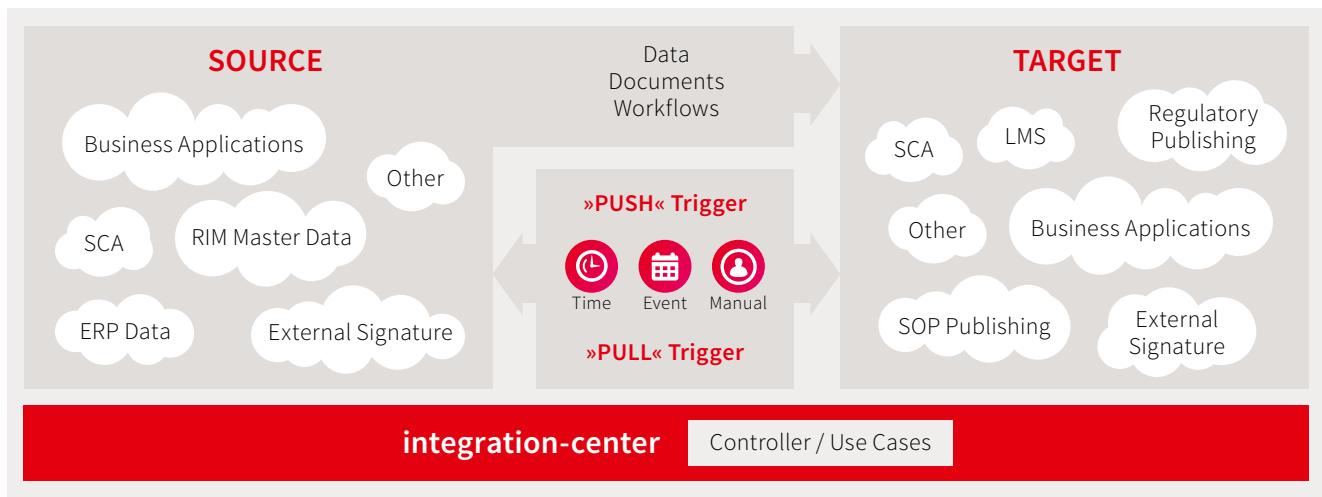 SOURCE
Business Applications
Other
SCA
RIM Master Data
ERP Data
External Signature
Data
Documents
Workflows
»PUSH« Trigger
Time
Event
Manual
»PULL« Trigger
TARGET
SCA
LMS
Regulatory
Publishing
Other
Business Applications
SOP Publishing
External
Signature
integration-center
Controller / Use Cases